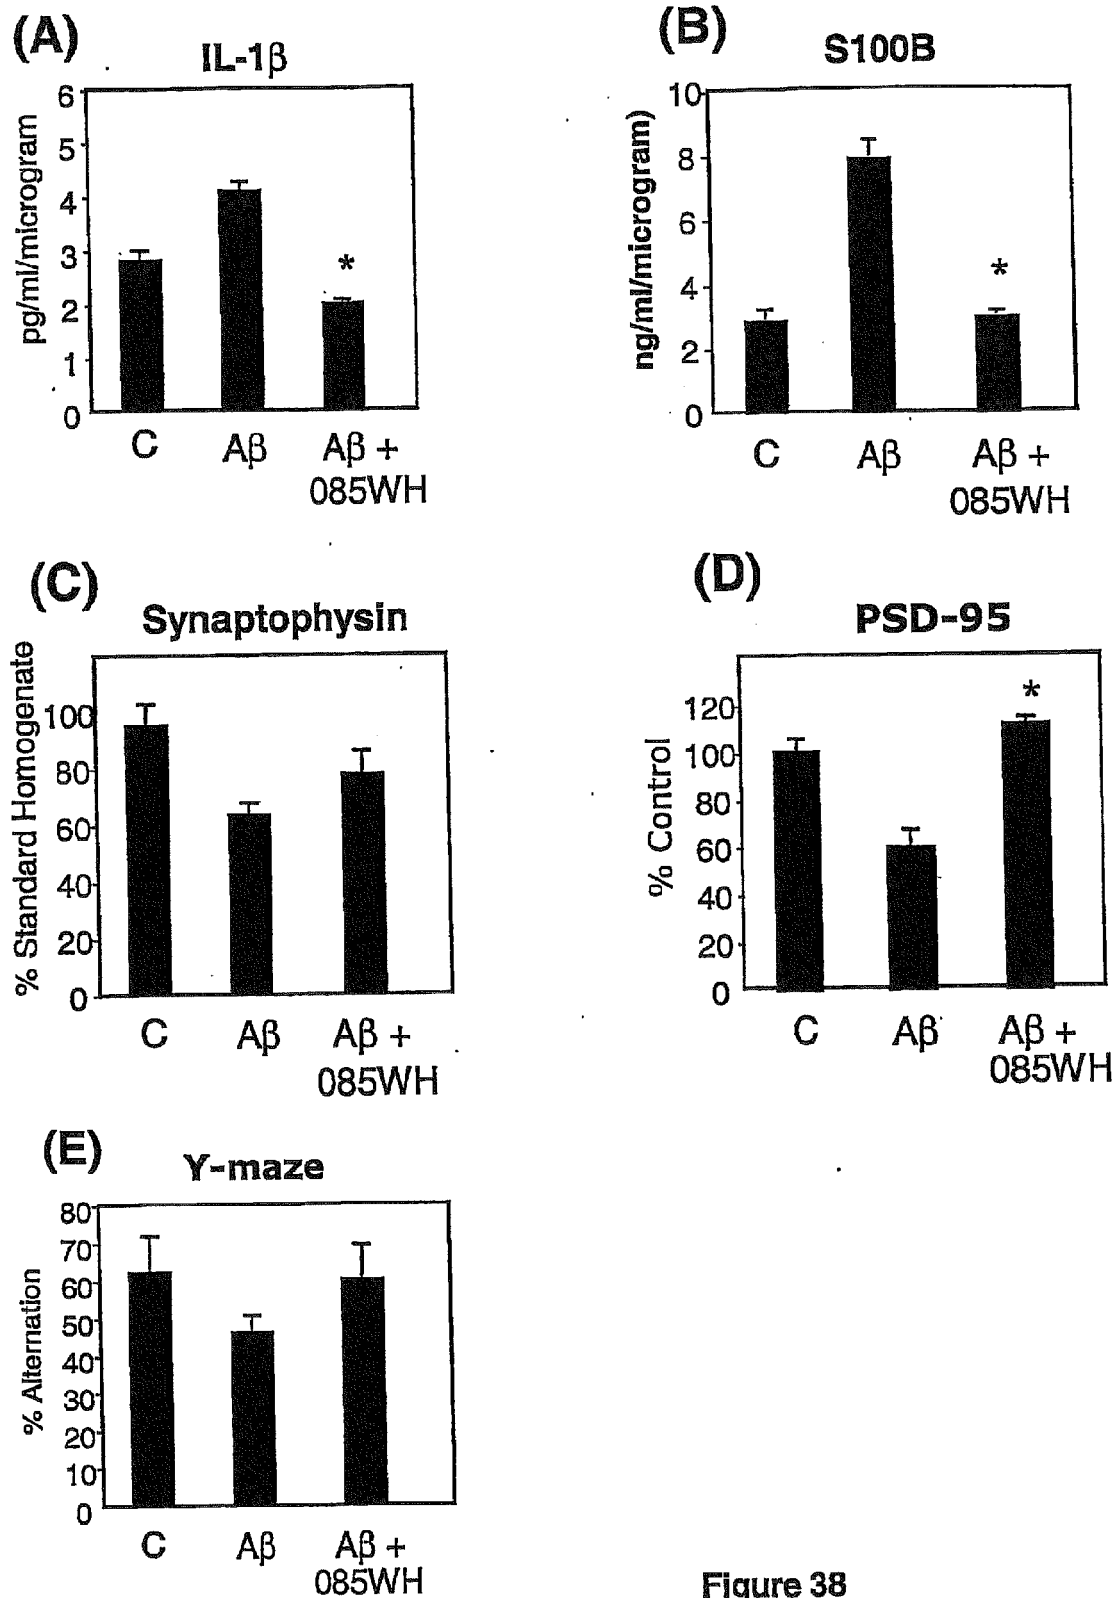 (A)
IL-1β
pg/ml/microgram
6
5
4
3
2
1
0
*
C
Aβ
Aβ +
085WH
(B)
S100B
ng/ml/microgram)
10
8
6
4
2
0
*
C
Aβ
Aβ +
085WH
(C)
Synaptophysin
% Standard Homogenate
100
80
60
40
20
0
C
Aβ
Aβ +
085WH
(D)
PSD-95
% Control
120
100
80
60
40
20
0
*
C
Aβ
Aβ +
085WH
(E)
Y-maze
% Alternation
80
70
60
50
40
30
20
10
0
C
Aβ
Aβ +
085WH
Figure 38